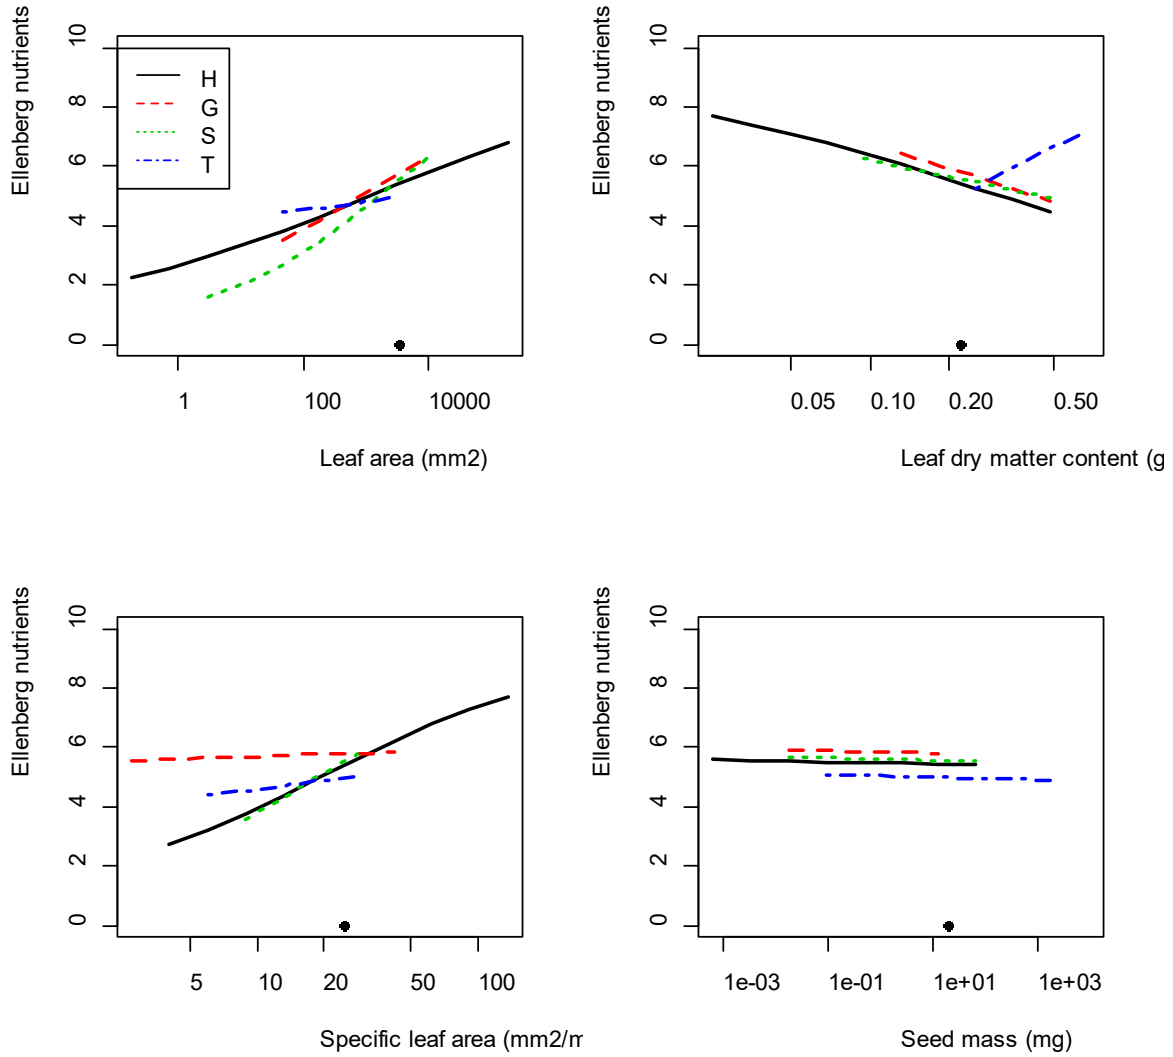 Ellenberg nutrients
0 2 4 6 8 10
H
G
S
T
1 100 10000
Leaf area (mm2)
Ellenberg nutrients
0 2 4 6 8 10
0.05 0.10 0.20 0.50
Leaf dry matter content (g
Ellenberg nutrients
0 2 4 6 8 10
5 10 20 50 100
Specific leaf area (mm2/m
Ellenberg nutrients
0 2 4 6 8 10
1e-03 1e-01 1e+01 1e+03
Seed mass (mg)